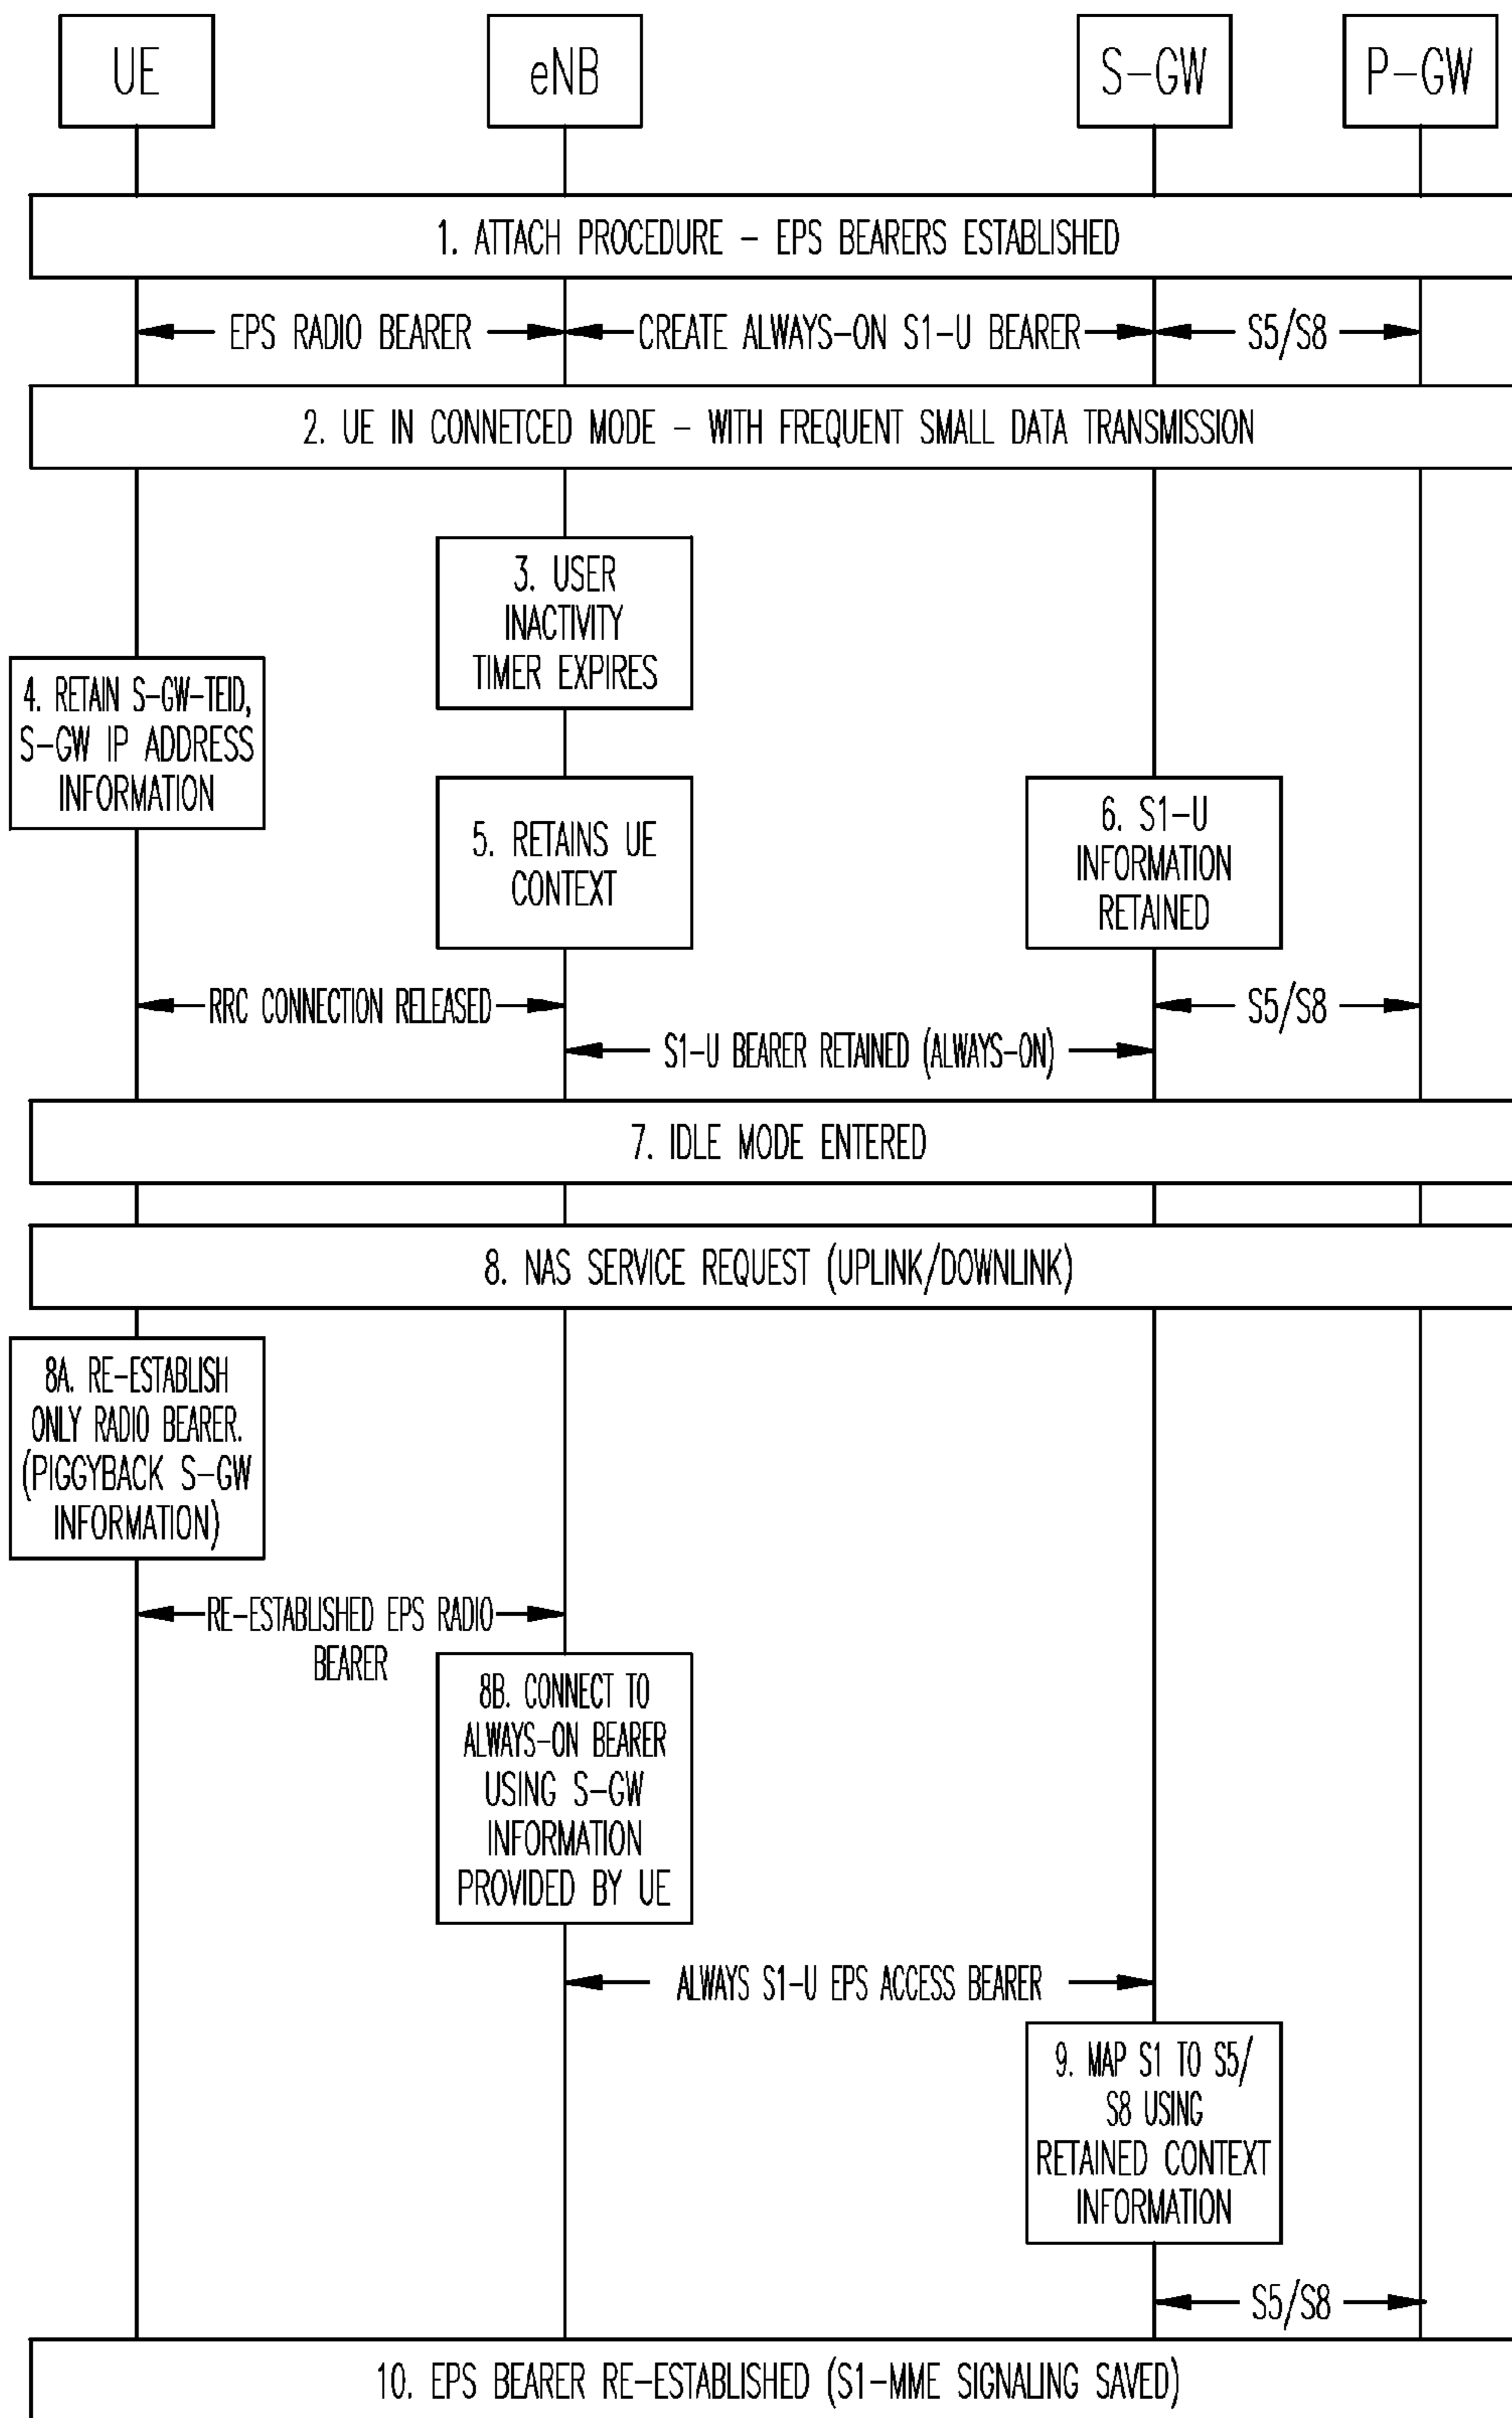 UE
eNB
S-GW
P-GW
1. ATTACH PROCEDURE - EPS BEARERS ESTABLISHED
EPS RADIO BEARER
CREATE ALWAYS-ON S1-U BEARER
S5/S8
2. UE IN CONNETCED MODE - WITH FREQUENT SMALL DATA TRANSMISSION
3. USER
INACTIVITY
TIMER EXPIRES
4. RETAIN S-GW-TEID,
S-GW IP ADDRESS
INFORMATION
5. RETAINS UE
CONTEXT
6. S1-U
INFORMATION
RETAINED
RRC CONNECTION RELEASED
S5/S8
S1-U BEARER RETAINED (ALWAYS-ON)
7. IDLE MODE ENTERED
8. NAS SERVICE REQUEST (UPLINK/DOWNLINK)
8A. RE-ESTABLISH
ONLY RADIO BEARER.
(PIGGYBACK S-GW
INFORMATION)
RE-ESTABLISHED EPS RADIO
BEARER
8B. CONNECT TO
ALWAYS-ON BEARER
USING S-GW
INFORMATION
PROVIDED BY UE
ALWAYS S1-U EPS ACCESS BEARER
9. MAP S1 TO S5/
S8 USING
RETAINED CONTEXT
INFORMATION
S5/S8
10. EPS BEARER RE-ESTABLISHED (S1-MME SIGNALING SAVED)